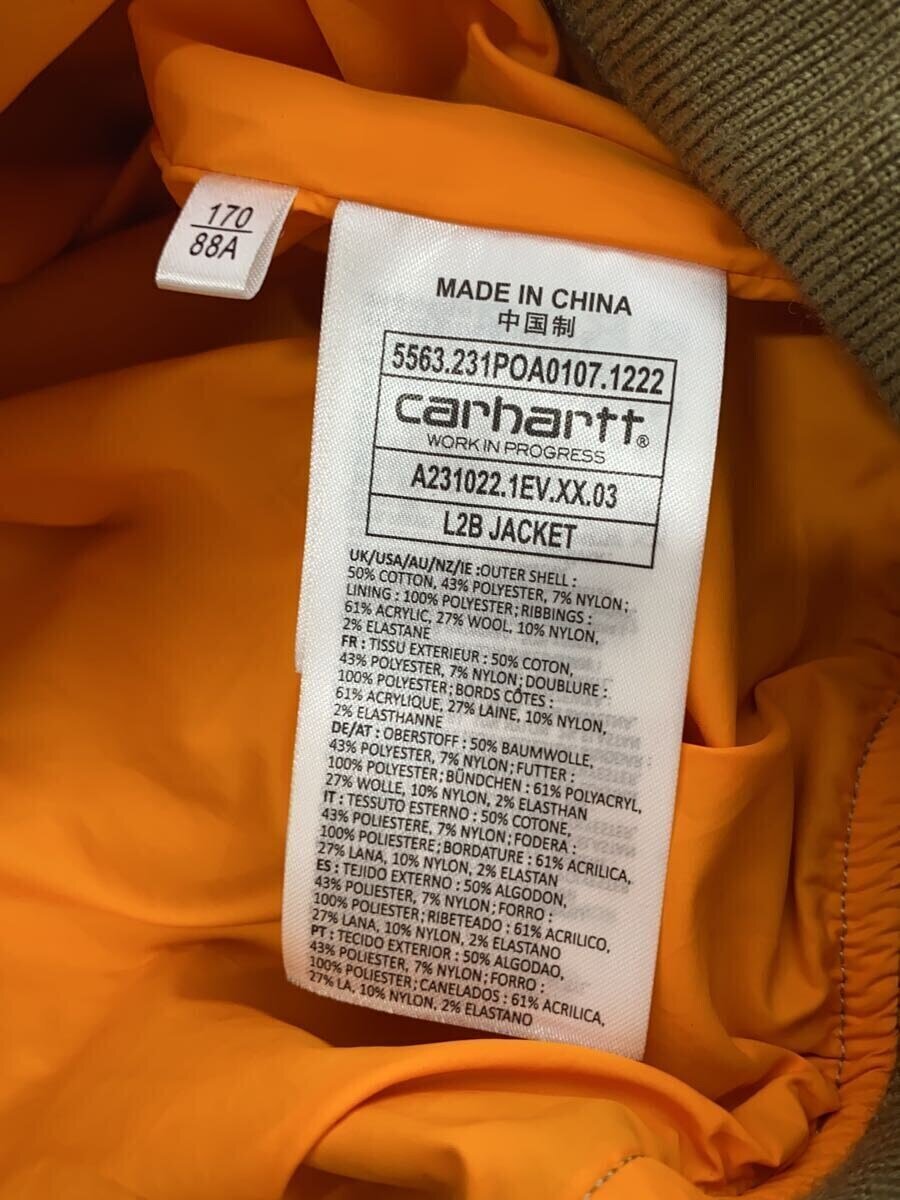 170
88A
MADE IN CHINA
中国制
5563.231POA0107.1222
carhartt®
WORK IN PROGRESS
A231022.1EV.XX.03
L2B JACKET
UK/USA/AU/NZ/IE :OUTER SHELL :
50% COTTON, 43% POLYESTER, 7% NYLON;
LINING : 100% POLYESTER; RIBBINGS :
61% ACRYLIC, 27% WOOL, 10% NYLON,
2% ELASTANE
FR : TISSU EXTERIEUR : 50% COTON,
43% POLYESTER, 7% NYLON; DOUBLURE :
100% POLYESTER; BORDS CÔTES :
61% ACRYLIQUE, 27% LAINE, 10% NYLON,
2% ELASTHANNE
DE/AT : OBERSTOFF : 50% BAUMWOLLE,
43% POLYESTER, 7% NYLON; FUTTER :
100% POLYESTER; BÜNDCHEN : 61% POLYACRYL,
27% WOLLE, 10% NYLON, 2% ELASTHAN
IT : TESSUTO ESTERNO : 50% COTONE,
43% POLIESTERE, 7% NYLON; FODERA :
100% POLIESTERE; BORDATURE : 61% ACRILICA,
27% LANA, 10% NYLON, 2% ELASTAN
ES : TEJIDO EXTERNO : 50% ALGODON,
43% POLIESTER, 7% NYLON; FORRO :
100% POLIESTER; RIBETEADO : 61% ACRILICO,
27% LANA, 10% NYLON, 2% ELASTANO
PT : TECIDO EXTERIOR : 50% ALGODAO,
43% POLIESTER, 7% NYLON; FORRO :
100% POLIESTER; CANELADOS : 61% ACRILICA,
27% LA, 10% NYLON, 2% ELASTANO